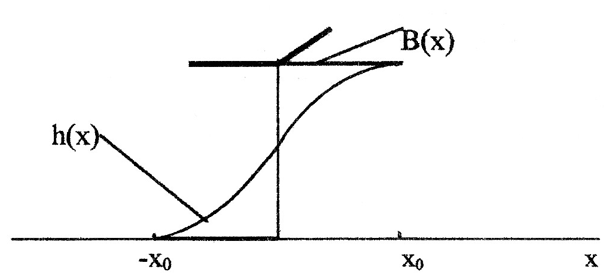 B(x)
h(x)
-x₀ x₀ x